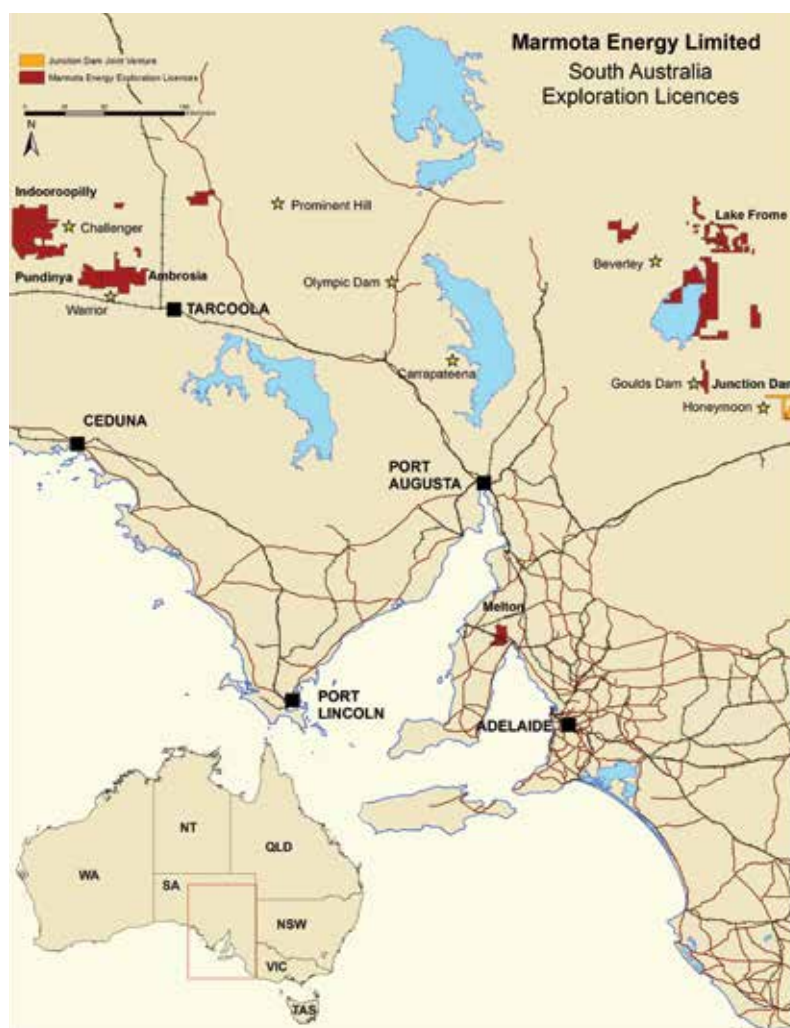 Marmota Energy Limited
South Australia
Exploration Licences
Junction Dam Joint Venture
Marmota Energy Exploration Licences
N
Indooroopilly
Challenger
Prominent Hill
Lake Frome
Beverley
Pundinya
Ambrosia
Warrior
TARCOOLA
Olympic Dam
Carrapateena
Goulds Dam
Junction Dam
Honeymoon
CEDUNA
PORT
AUGUSTA
Melton
PORT
LINCOLN
ADELAIDE
NT
QLD
WA
SA
NSW
VIC
TAS